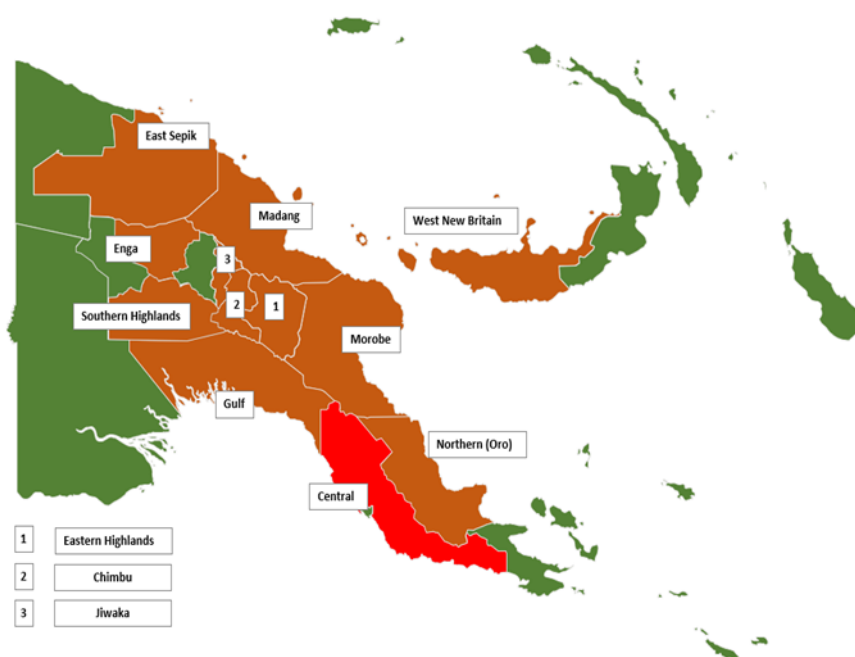 East Sepik
Madang
West New Britain
Enga
3
2
1
Southern Highlands
Morobe
Gulf
Northern (Oro)
Central
1 Eastern Highlands
2 Chimbu
3 Jiwaka